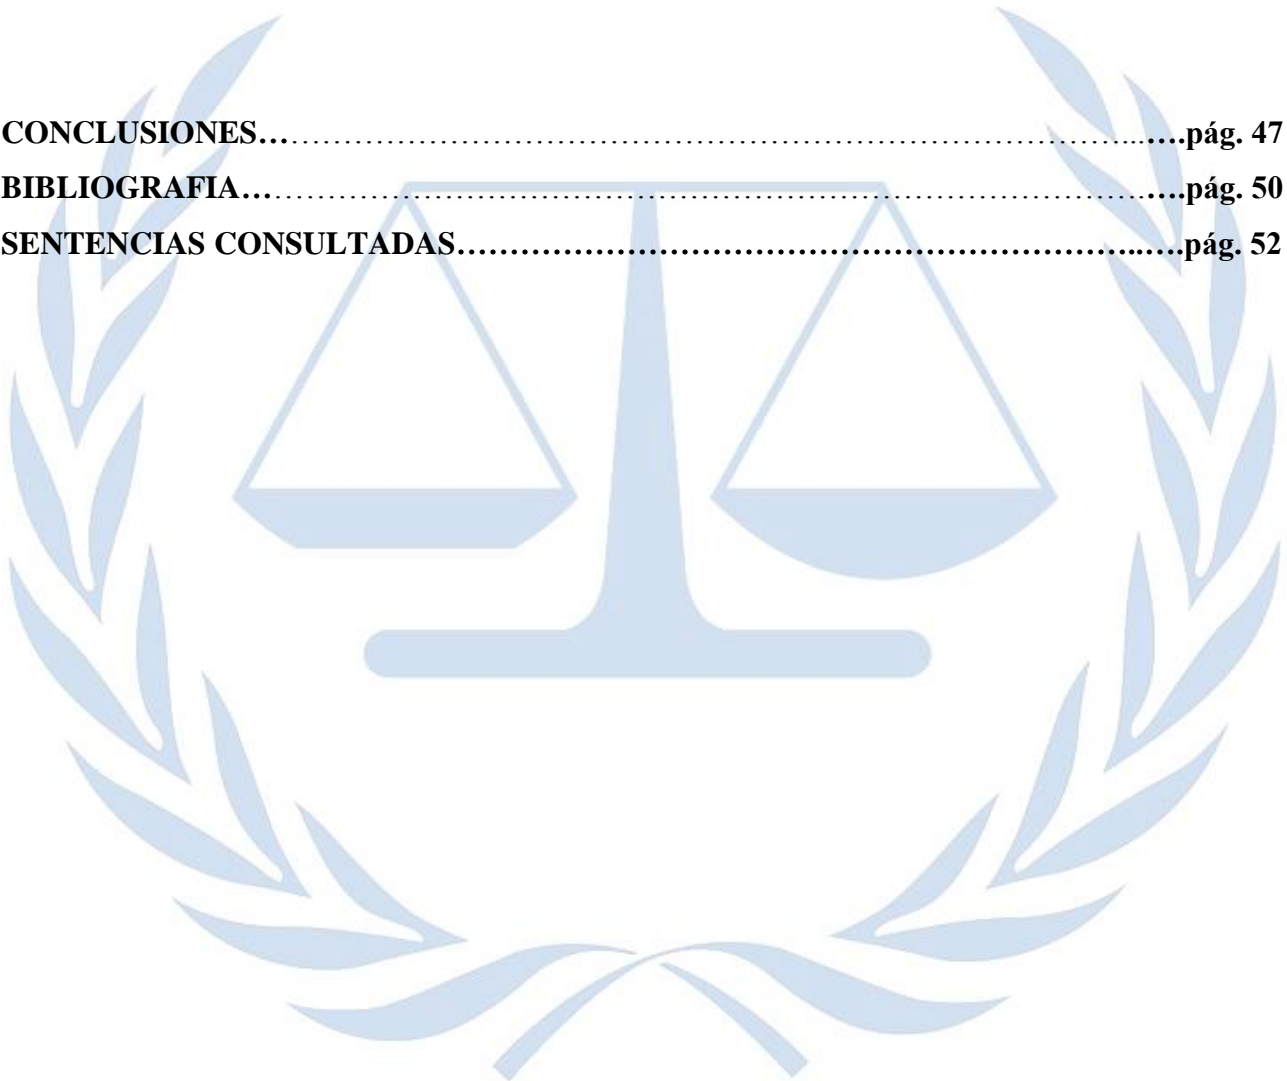 CONCLUSIONES…………………………………………………………………………...….pág. 47
BIBLIOGRAFIA………………………………………………………………………………….….pág. 50
SENTENCIAS CONSULTADAS……………………………………………………………..….pág. 52